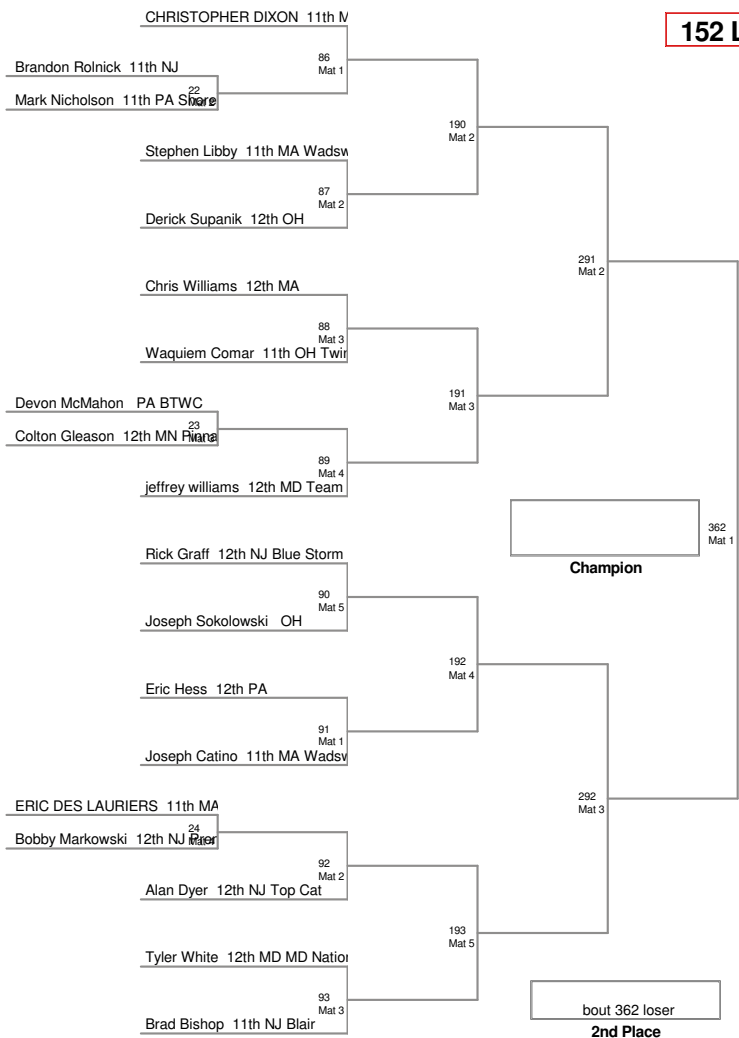 CHRISTOPHER DIXON 11th M
152 L
86
Mat 1
Brandon Rolnick 11th NJ
22
Mat 2
Mark Nicholson 11th PA Shore
190
Mat 2
Stephen Libby 11th MA Wadsw
87
Mat 2
Derick Supanik 12th OH
291
Mat 2
Chris Williams 12th MA
88
Mat 3
Waquiem Comar 11th OH Twin
191
Mat 3
Devon McMahon PA BTWC
23
Mat 3
Colton Gleason 12th MN Pinna
89
Mat 4
jeffrey williams 12th MD Team
362
Mat 1
Champion
Rick Graff 12th NJ Blue Storm
90
Mat 5
Joseph Sokolowski OH
192
Mat 4
Eric Hess 12th PA
91
Mat 1
Joseph Catino 11th MA Wadsw
292
Mat 3
ERIC DES LAURIERS 11th MA
24
Mat 4
Bobby Markowski 12th NJ
92
Mat 2
Alan Dyer 12th NJ Top Cat
193
Mat 5
Tyler White 12th MD MD Nation
93
Mat 3
Brad Bishop 11th NJ Blair
bout 362 loser
2nd Place